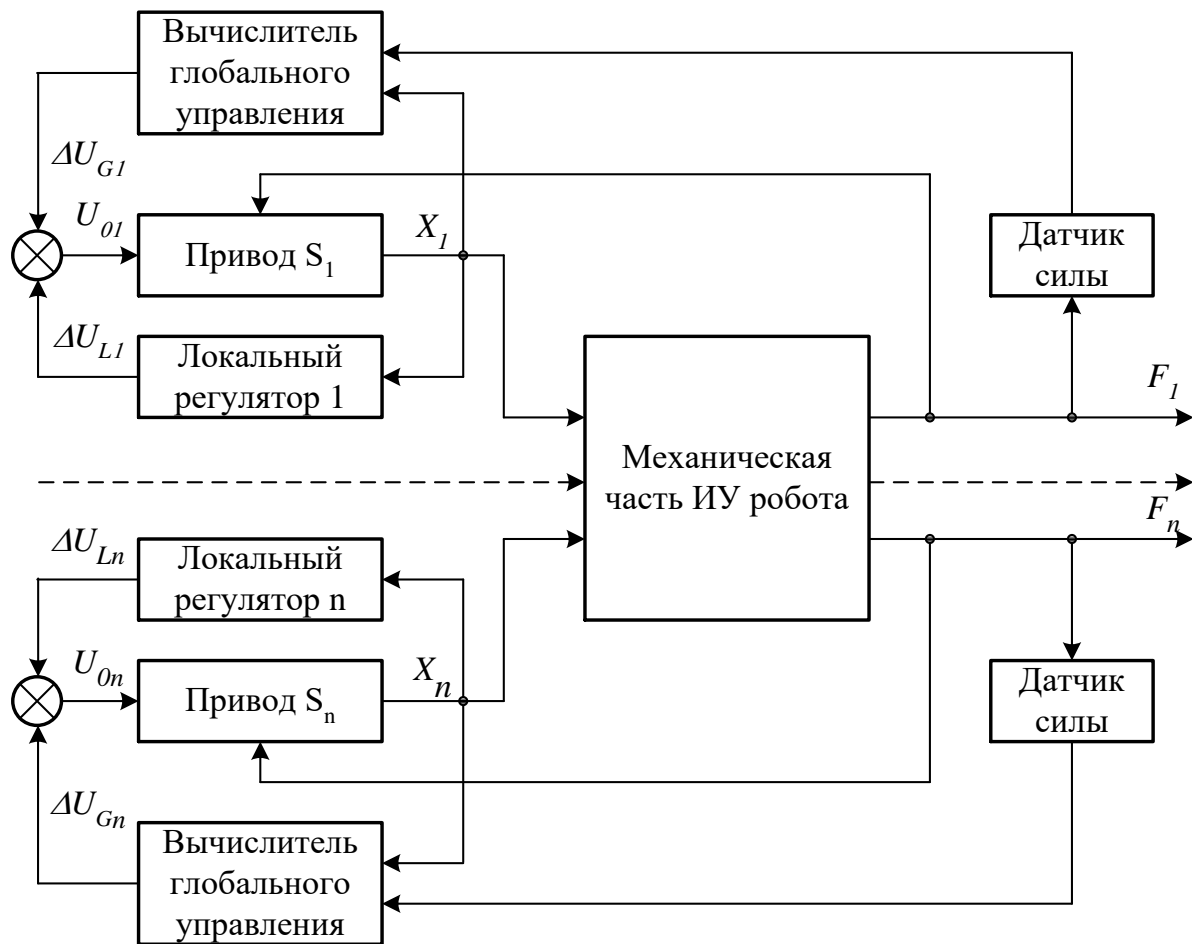 Вычислитель
глобального
управления
ΔU_G1
U_01
Привод S_1
X_1
Датчик
силы
ΔU_L1
Локальный
регулятор 1
F_1
Механическая
часть ИУ робота
F_n
ΔU_Ln
Локальный
регулятор n
U_0n
Привод S_n
X_n
Датчик
силы
ΔU_Gn
Вычислитель
глобального
управления